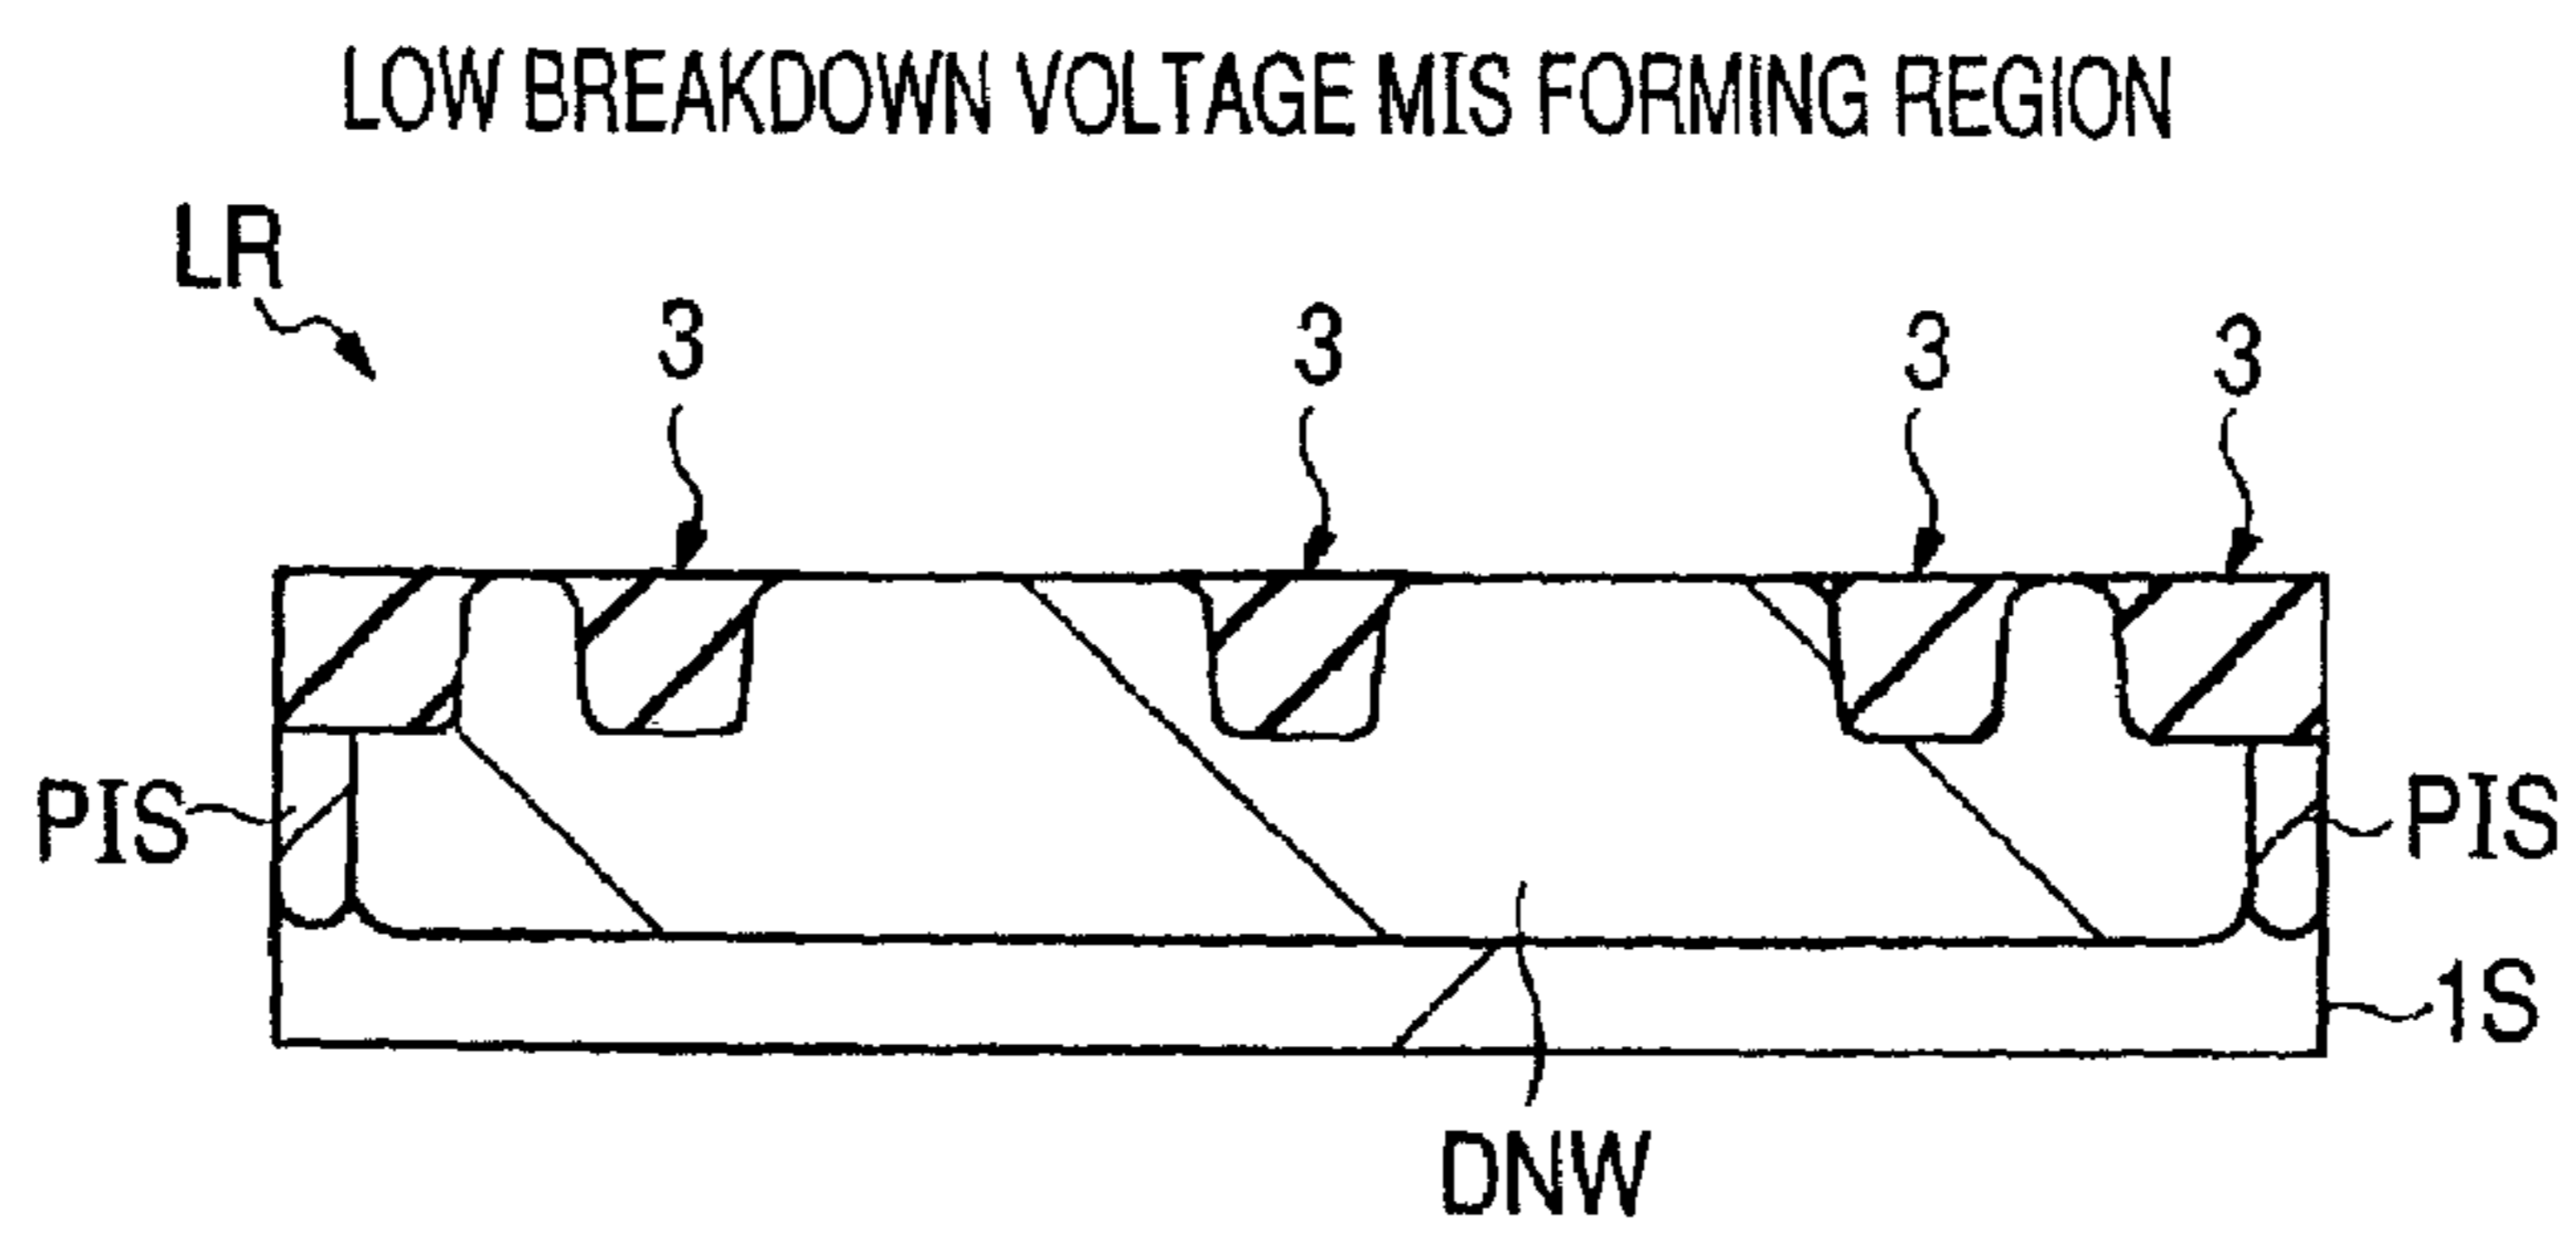 LOW BREAKDOWN VOLTAGE MIS FORMING REGION
LR
3 3 3 3
PIS PIS
1S
DNW